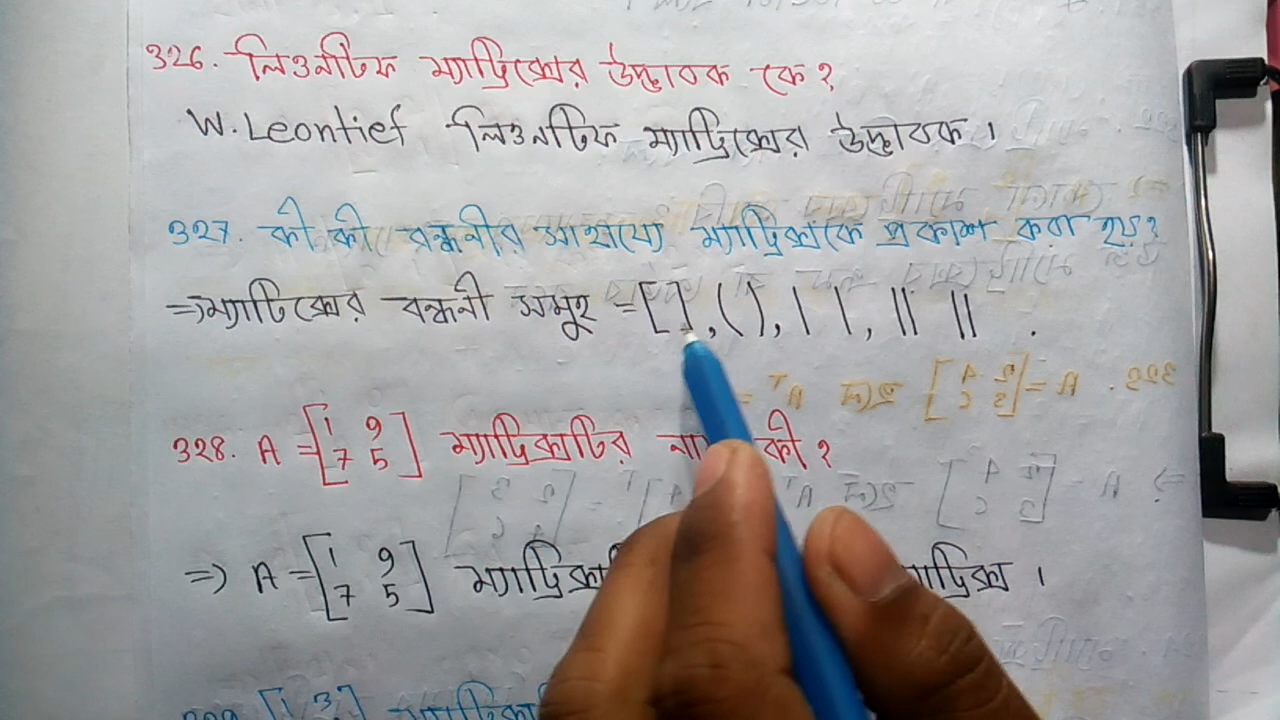 326. লিওনটিফ ম্যাট্রিক্সের উদ্ভাবক কে?
W. Leontief লিওনটিফ ম্যাট্রিক্সের উদ্ভাবক।
327. কী কী বন্ধনীর সাহায্যে ম্যাট্রিক্সকে প্রকাশ করা হয়?
⇒ ম্যাটিক্সের বন্ধনী সমুহ = [ ], ( ), | |, || || .
328. A = [1 9 7 5] ম্যাট্রিক্সটির কী?
⇒ A = [1 9 7 5]